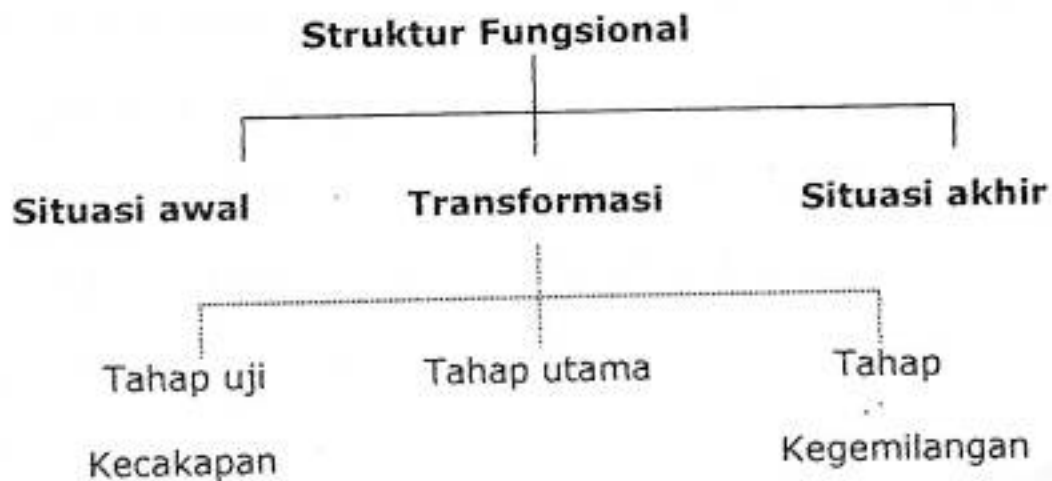 Struktur Fungsional
Situasi awal
Transformasi
Situasi akhir
Tahap uji
Kecakapan
Tahap utama
Tahap
Kegemilangan